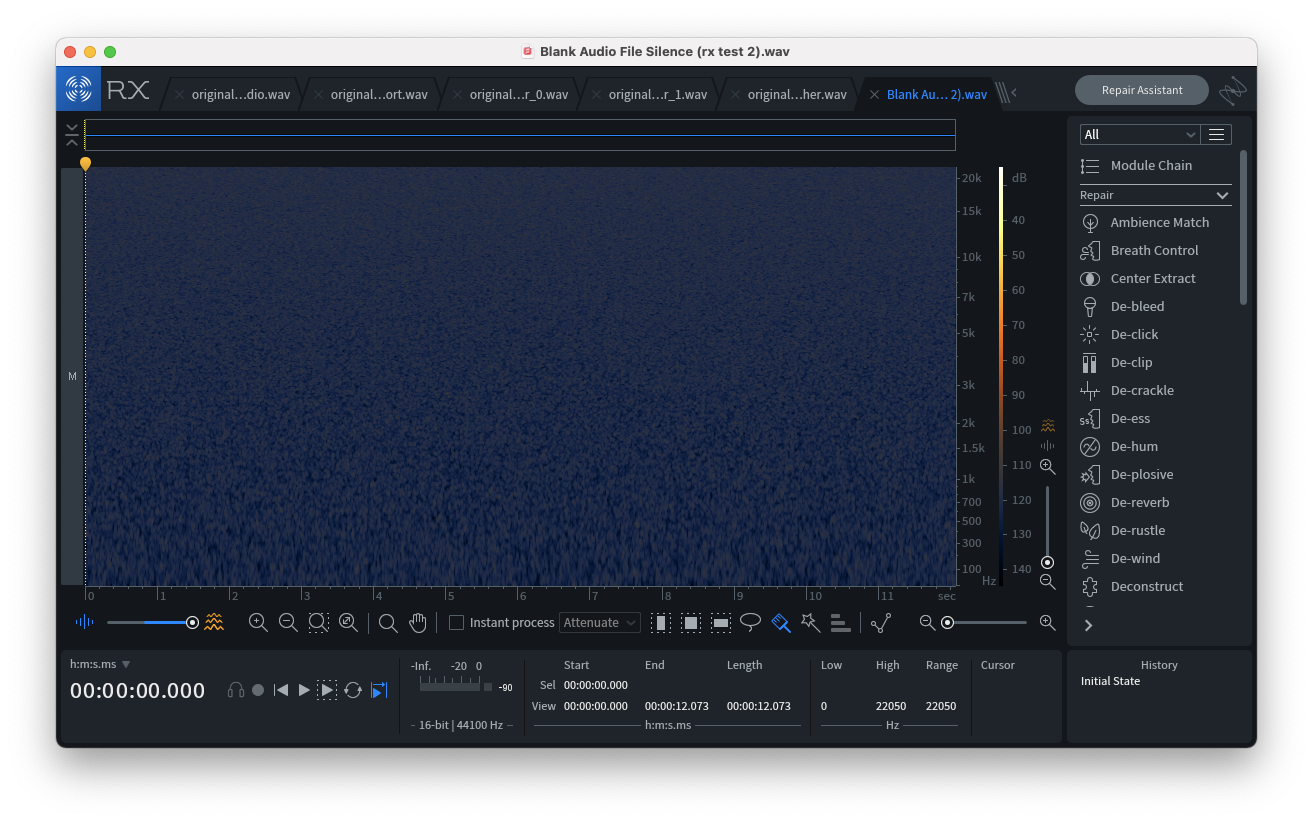 Blank Audio File Silence (rx test 2).wav
RX
original...dio.wav
original...ort.wav
original...r_0.wav
original...r_1.wav
original...her.wav
Blank Au... 2).wav
Repair Assistant
All
Module Chain
Repair
Ambience Match
Breath Control
Center Extract
De-bleed
De-click
De-clip
De-crackle
De-ess
De-hum
De-plosive
De-reverb
De-rustle
De-wind
Deconstruct
M
20k
15k
10k
7k
5k
3k
2k
1.5k
1k
700
500
300
100
Hz
dB
40
50
60
70
80
90
100
110
120
130
140
0 1 2 3 4 5 6 7 8 9 10 11 sec
Instant process Attenuate
h:m:s.ms
00:00:00.000
-Inf. -20 0
-90
16-bit | 44100 Hz
Start End Length
Sel 00:00:00.000
View 00:00:00.000 00:00:12.073 00:00:12.073
h:m:s.ms
Low High Range
0 22050 22050
Hz
Cursor
History
Initial State